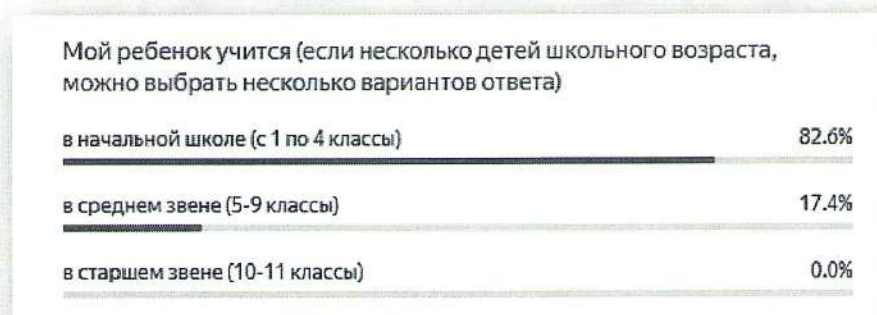 Мой ребенок учится (если несколько детей школьного возраста,
можно выбрать несколько вариантов ответа)
в начальной школе (с 1 по 4 классы) 82.6%
в среднем звене (5-9 классы) 17.4%
в старшем звене (10-11 классы) 0.0%